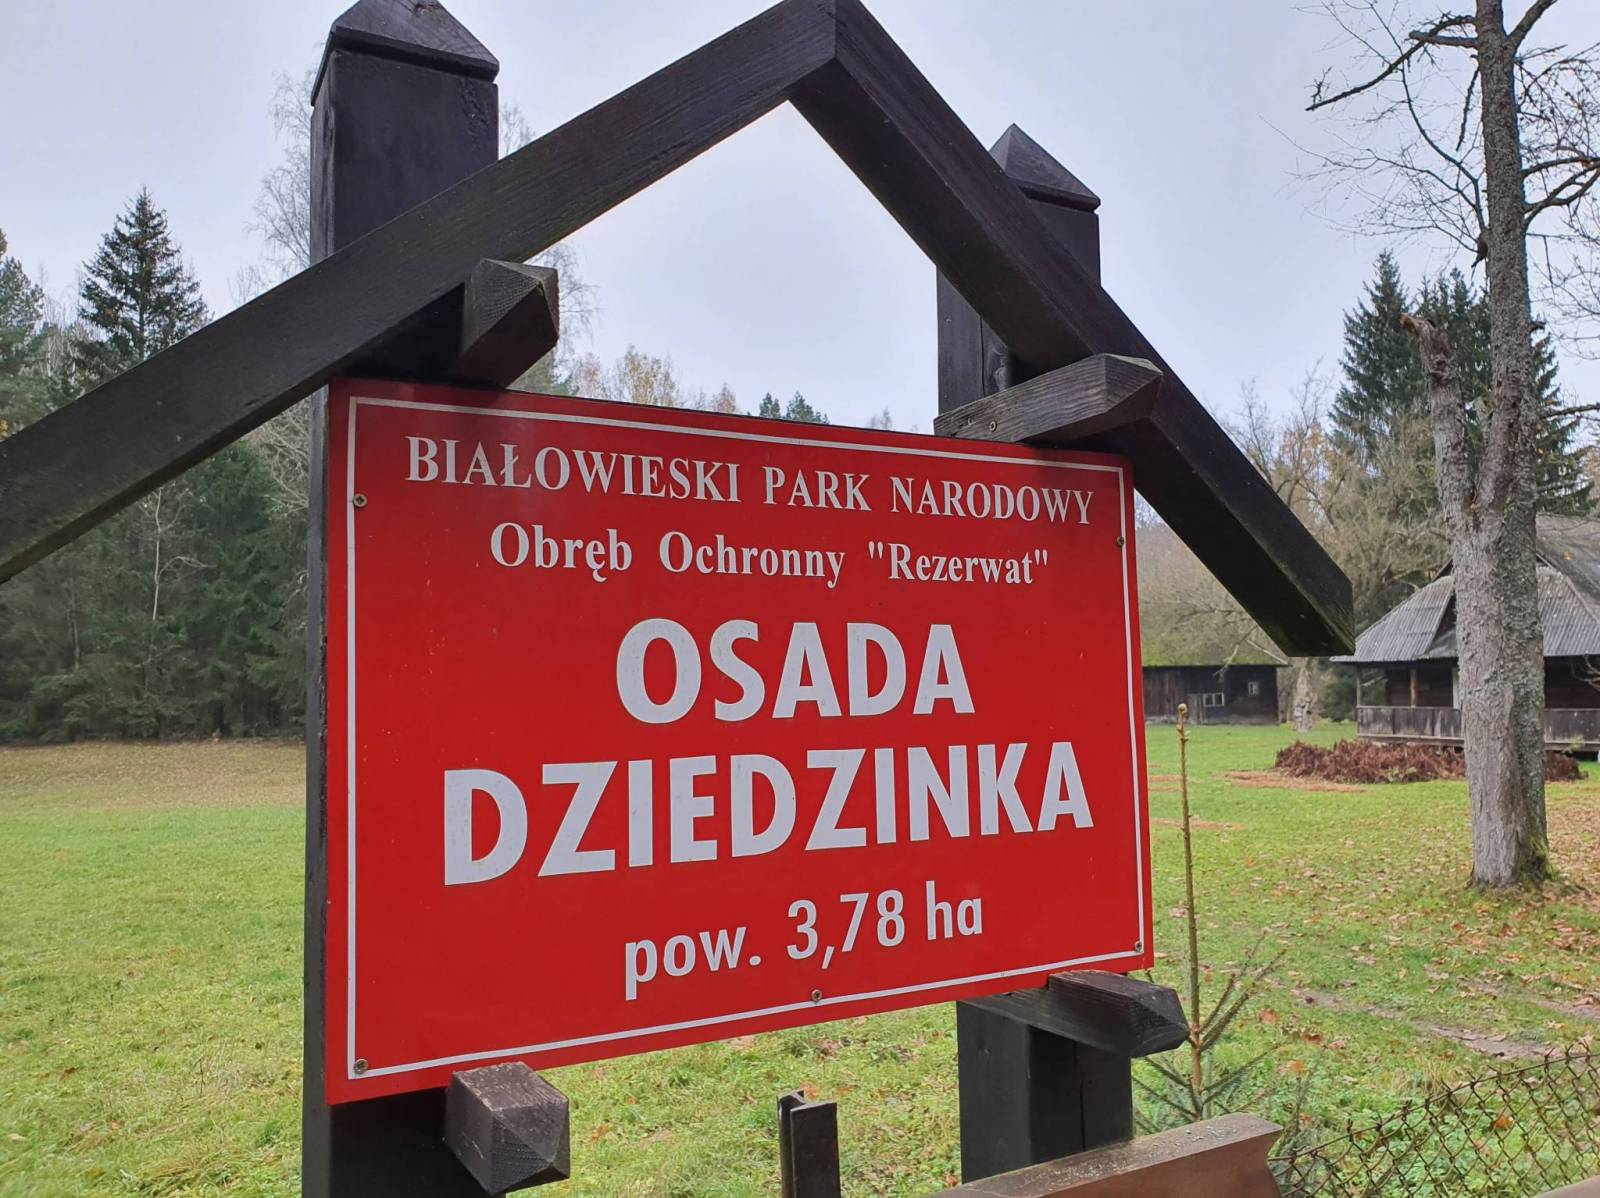 BIAŁOWIESKI PARK NARODOWY
Obręb Ochronny "Rezerwat"
OSADA
DZIEDZINKA
pow. 3,78 ha